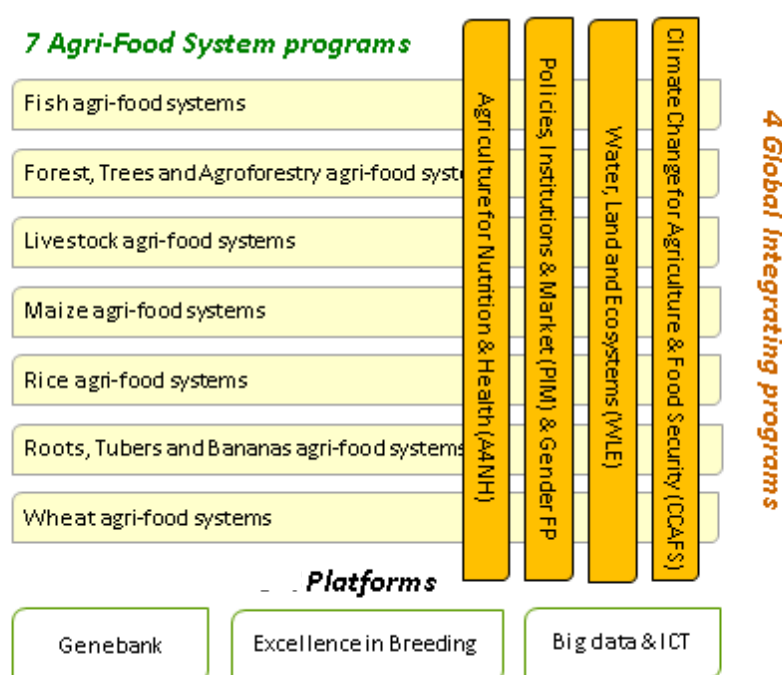 7 Agri-Food System programs
Fish agri-food systems
Forest, Trees and Agroforestry agri-food syste
Livestock agri-food systems
Maize agri-food systems
Rice agri-food systems
Roots, Tubers and Bananas agri-food systems
Wheat agri-food systems
Agriculture for Nutrition & Health (A4NH)
Policies, Institutions & Market (PIM) & Gender FP
Water, Land and Ecosystems (WLE)
Climate Change for Agriculture & Food Security (CCAFS)
4 Global Integrating programs
Platforms
Genebank
Excellence in Breeding
Big data & ICT